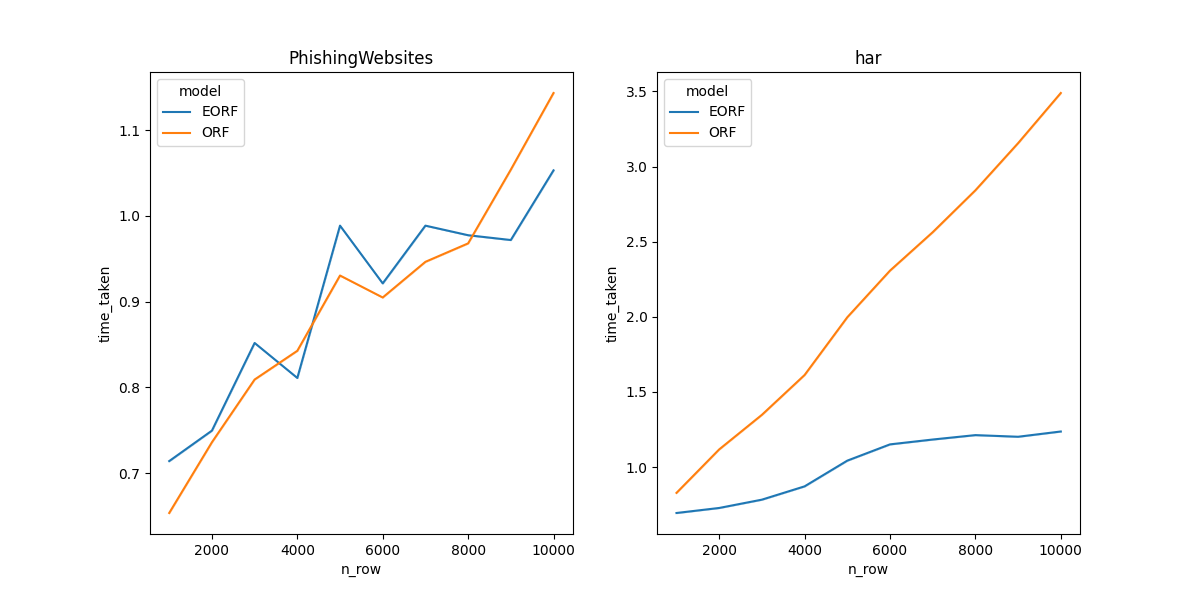 PhishingWebsites
model
EORF
ORF
1.1
1.0
0.9
0.8
0.7
time_taken
2000 4000 6000 8000 10000
n_row
har
model
EORF
ORF
3.5
3.0
2.5
2.0
1.5
1.0
time_taken
2000 4000 6000 8000 10000
n_row